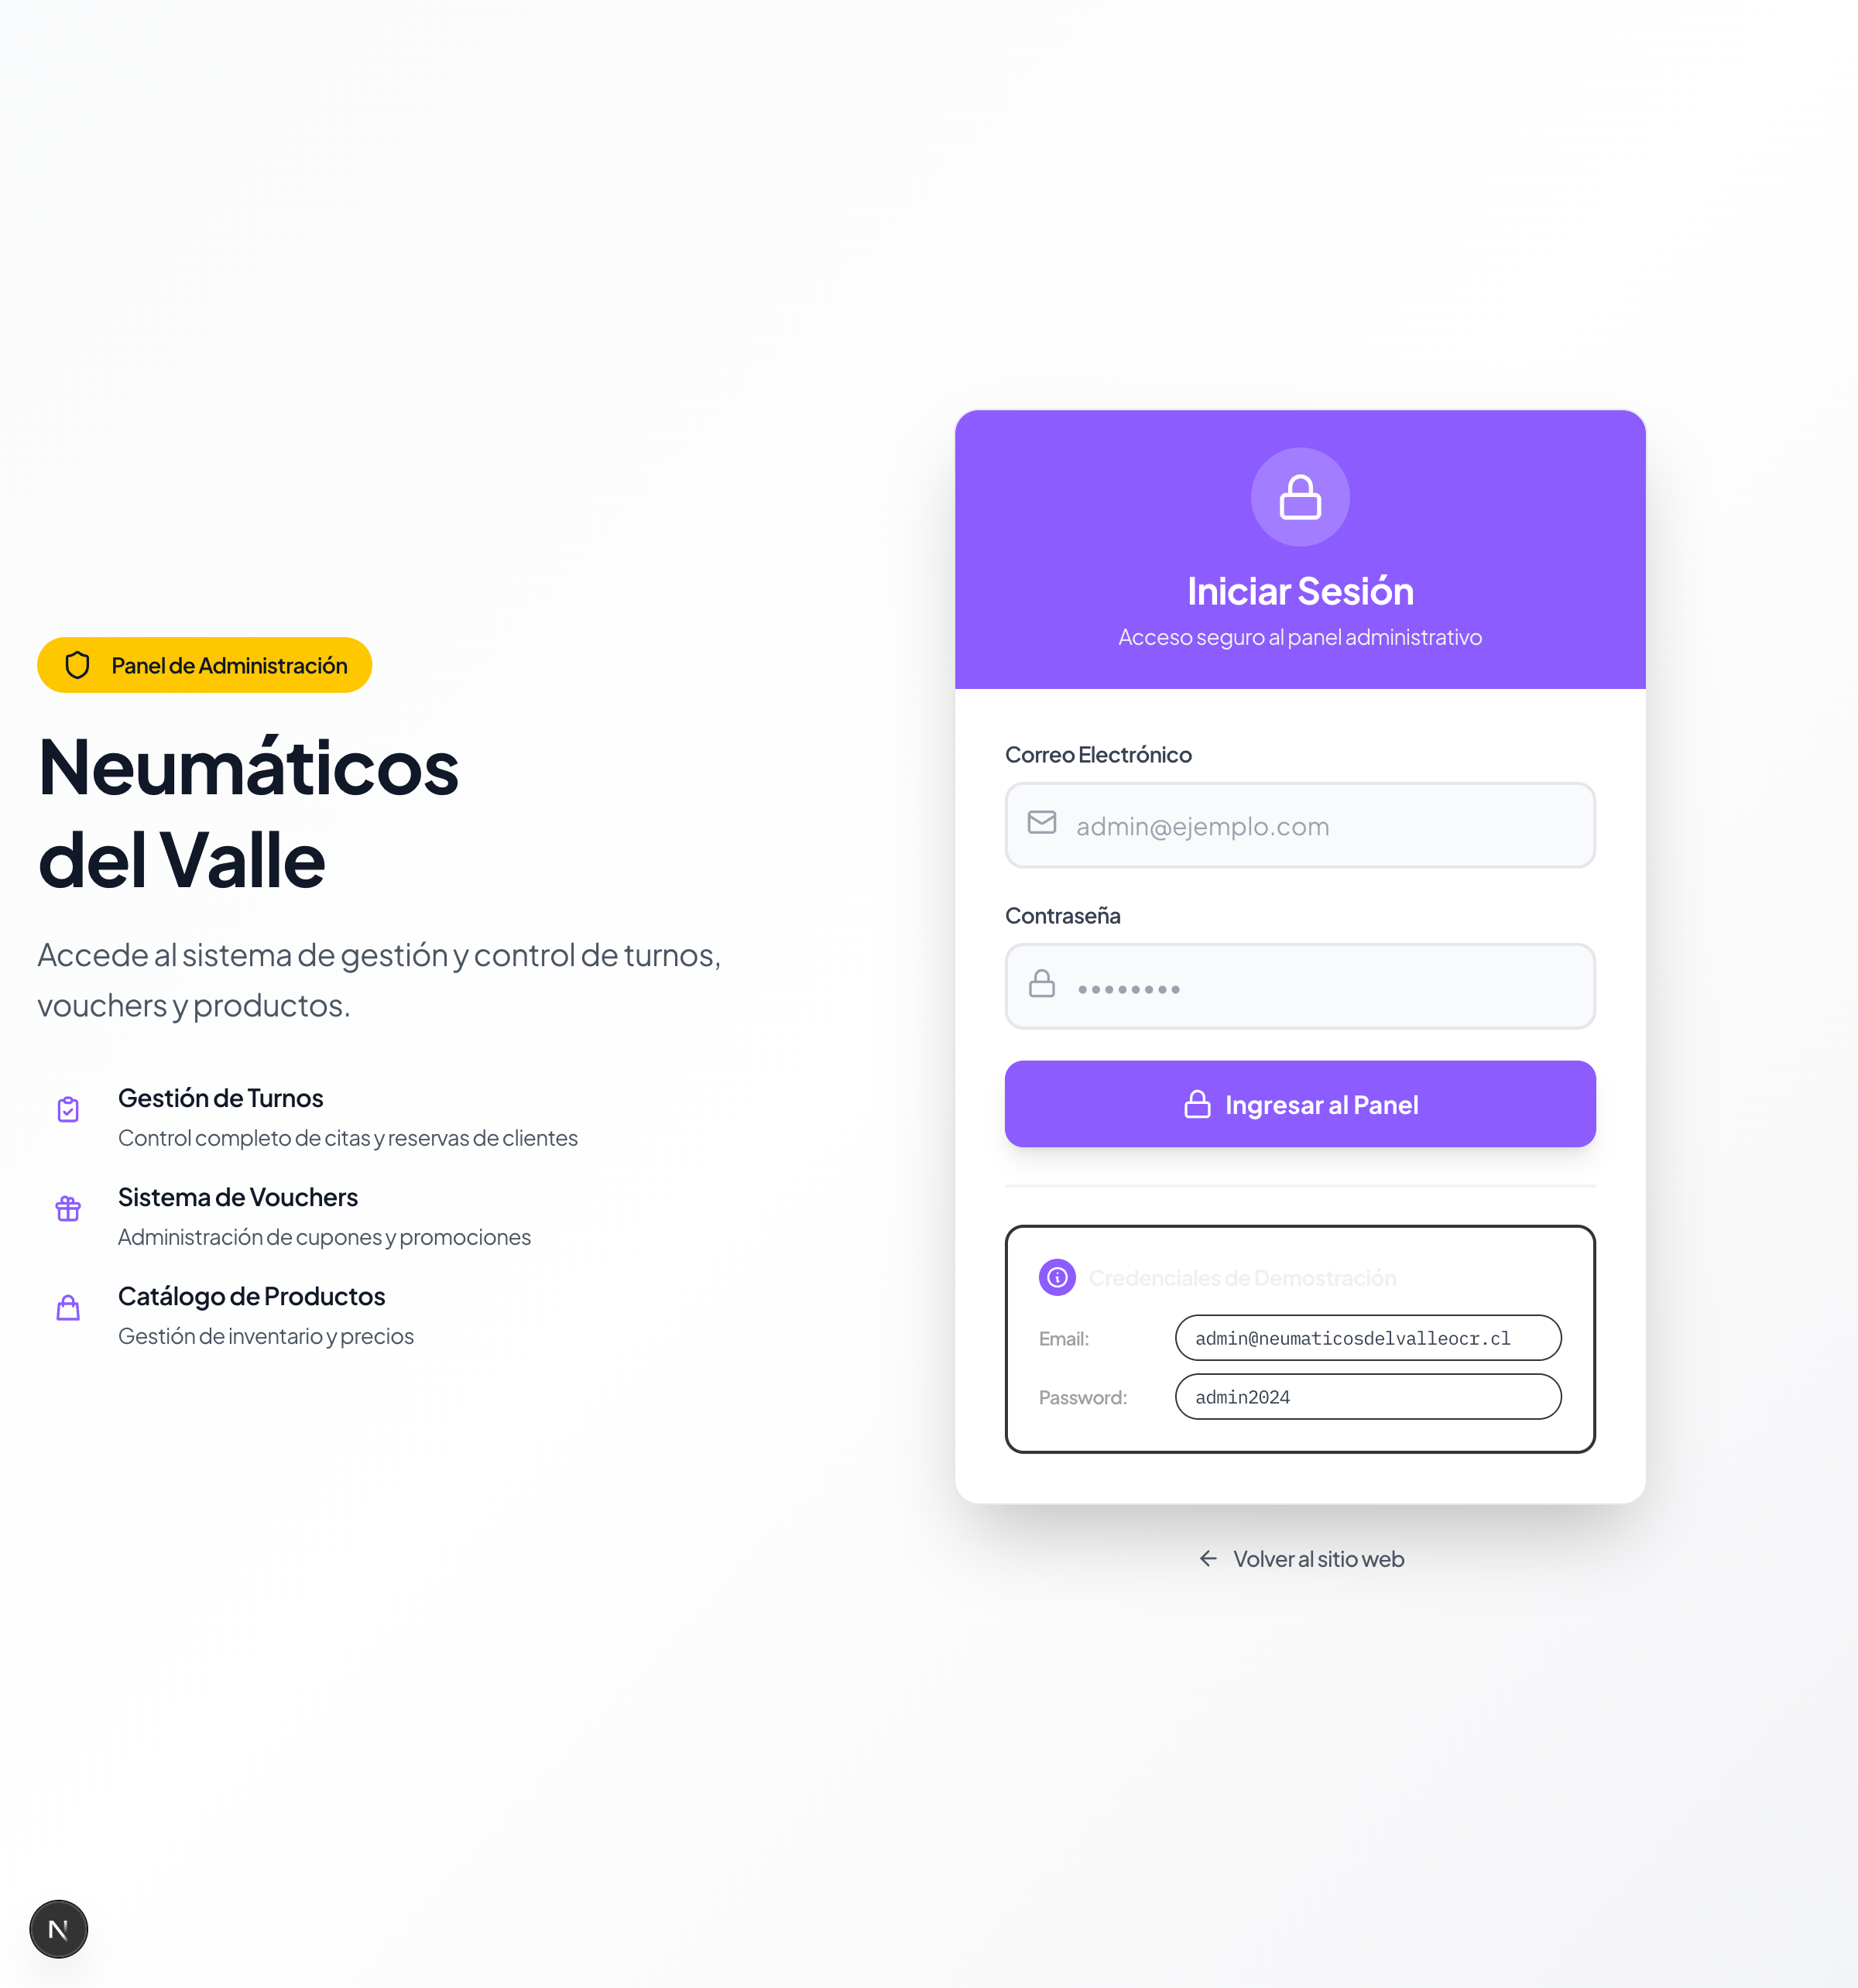 Panel de Administración
Neumáticos
del Valle
Accede al sistema de gestión y control de turnos,
vouchers y productos.
Gestión de Turnos
Control completo de citas y reservas de clientes
Sistema de Vouchers
Administración de cupones y promociones
Catálogo de Productos
Gestión de inventario y precios
Iniciar Sesión
Acceso seguro al panel administrativo
Correo Electrónico
admin@ejemplo.com
Contraseña
••••••••
Ingresar al Panel
Credenciales de Demostración
Email: admin@neumaticosdelvalleocr.cl
Password: admin2024
Volver al sitio web
N